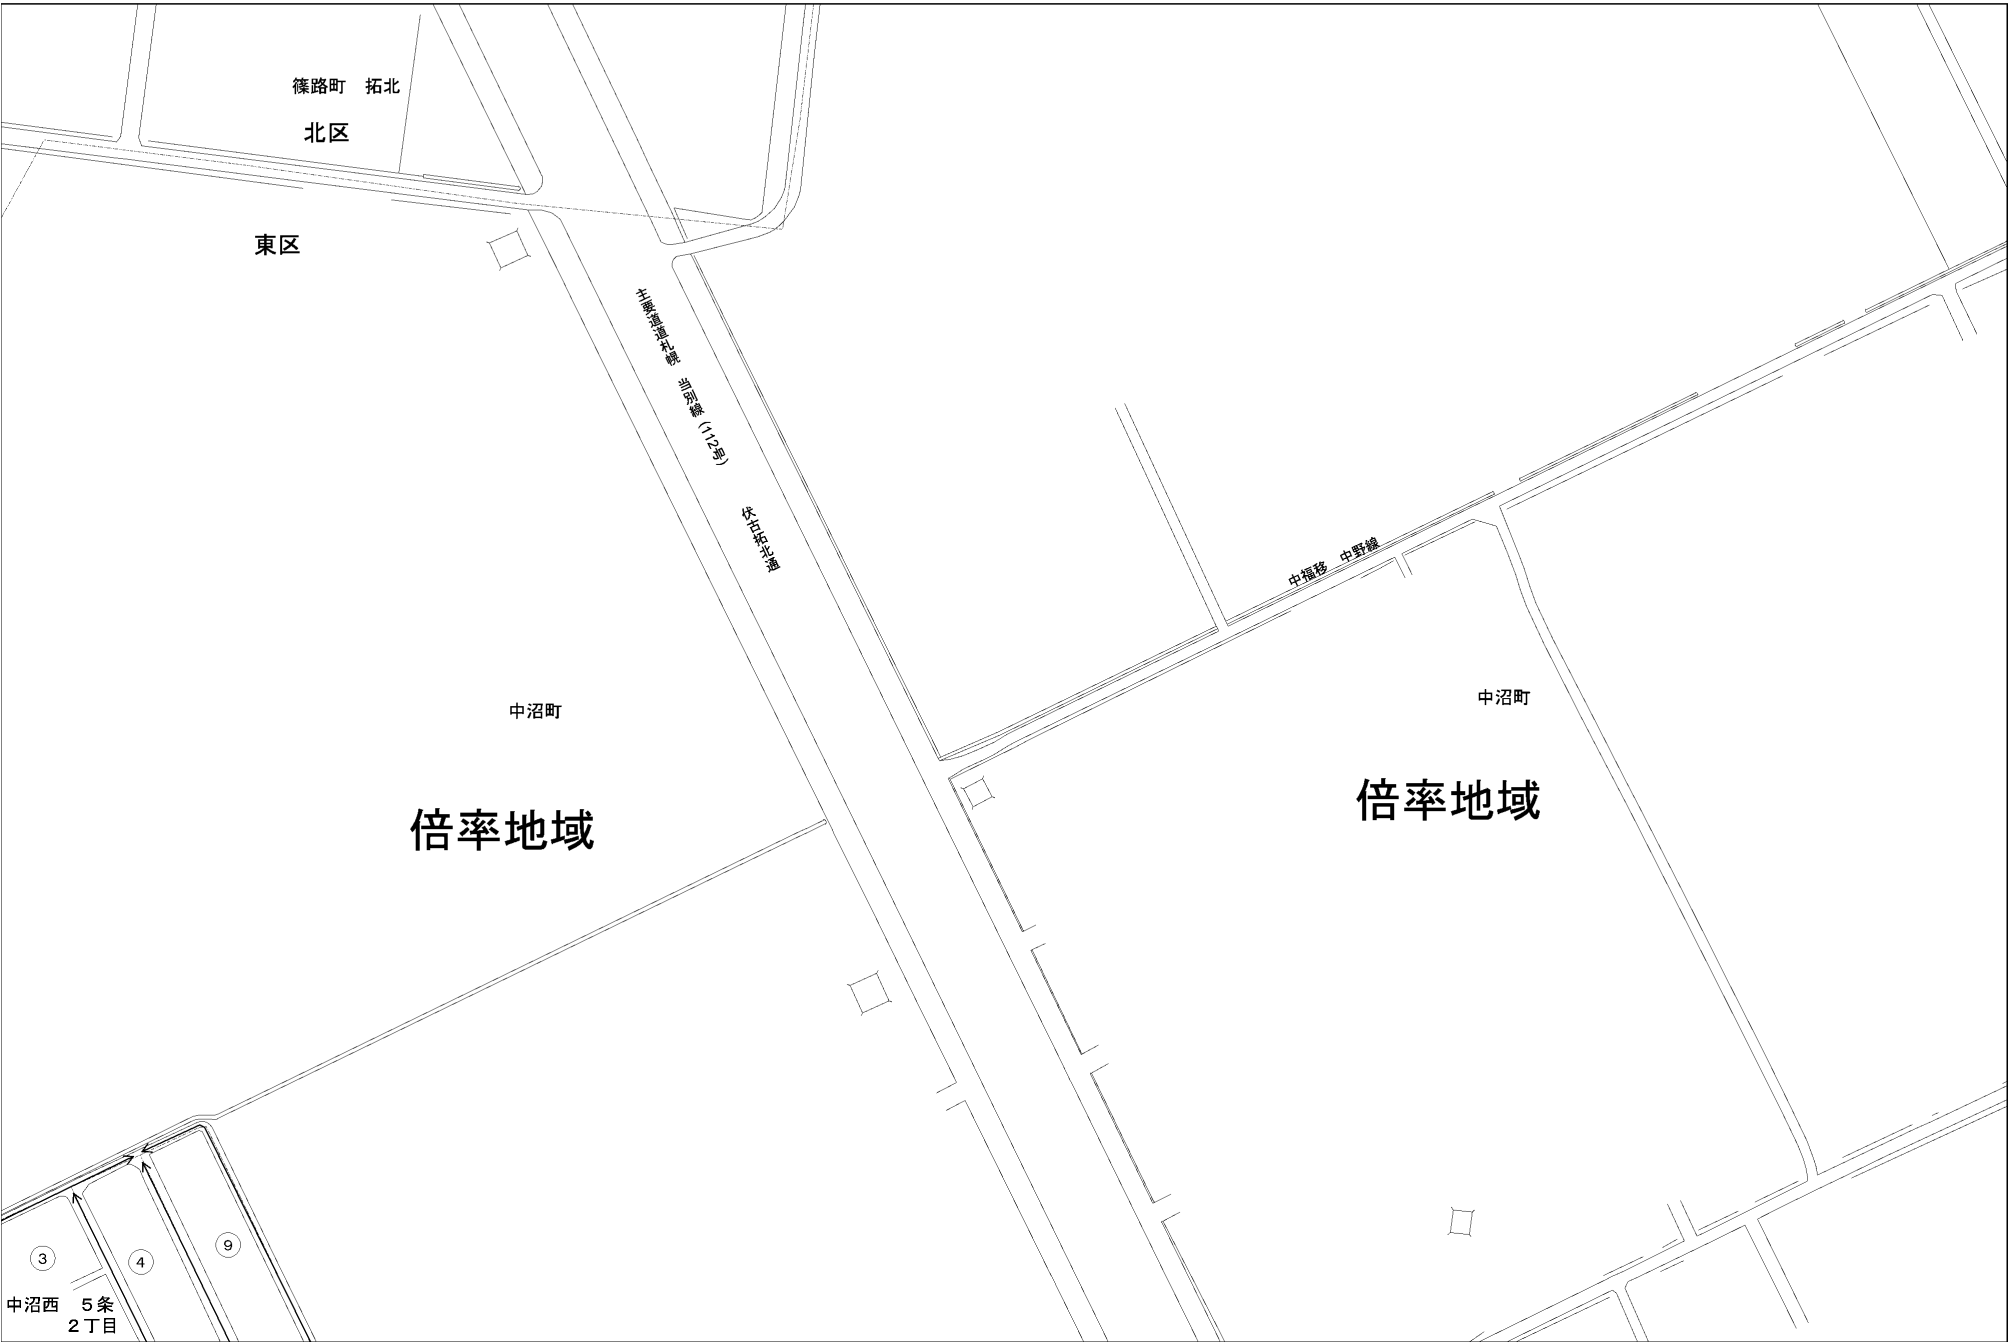 篠路町　拓北
北区
東区
主要道道札幌　当別線（112号）　伏古拓北通
中福移　中野線
中沼町
中沼町
倍率地域
倍率地域
9
3
4
中沼西　５条
２丁目